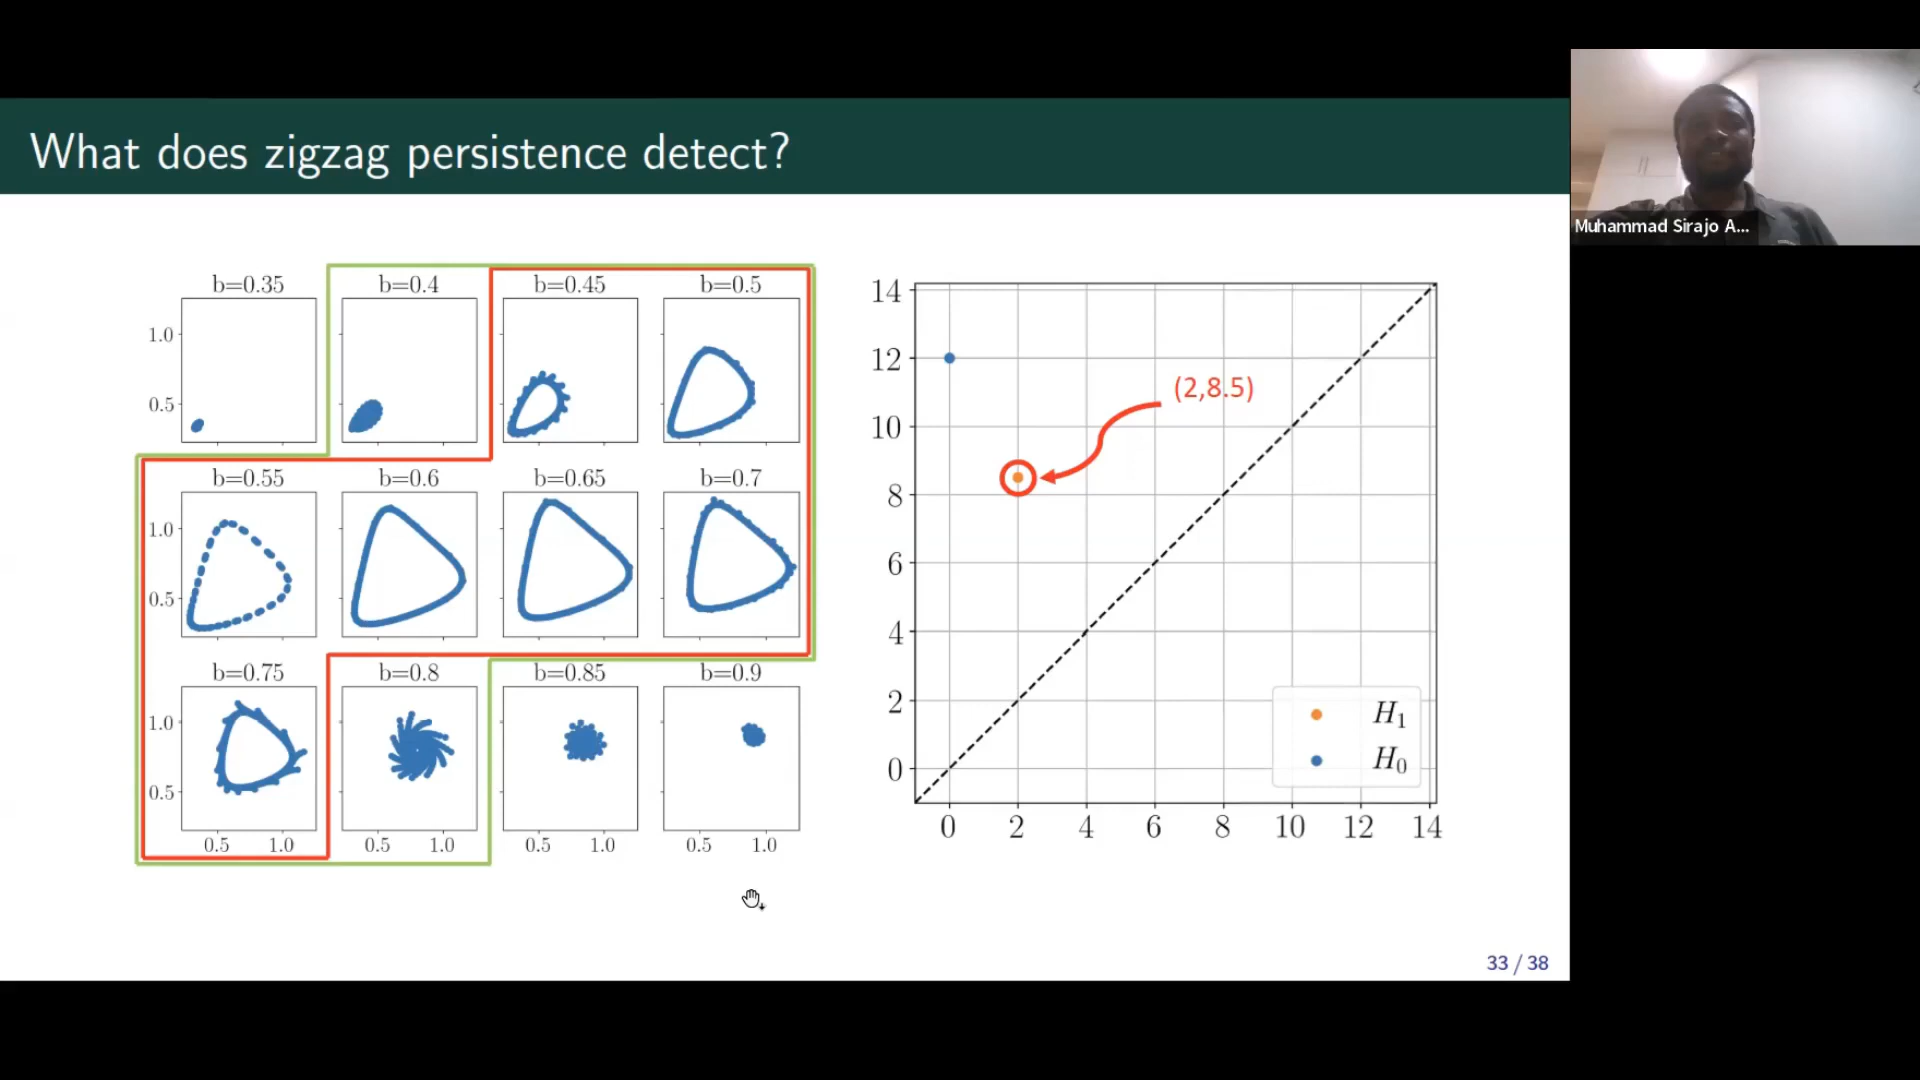 What does zigzag persistence detect?
Muhammad Sirajo A...
b=0.35 b=0.4 b=0.45 b=0.5
1.0
0.5
b=0.55 b=0.6 b=0.65 b=0.7
1.0
0.5
b=0.75 b=0.8 b=0.85 b=0.9
1.0
0.5
0.5 1.0 0.5 1.0 0.5 1.0 0.5 1.0
14
12
10
8
6
4
2
0
(2,8.5)
H₁
H₀
0 2 4 6 8 10 12 14
33 / 38